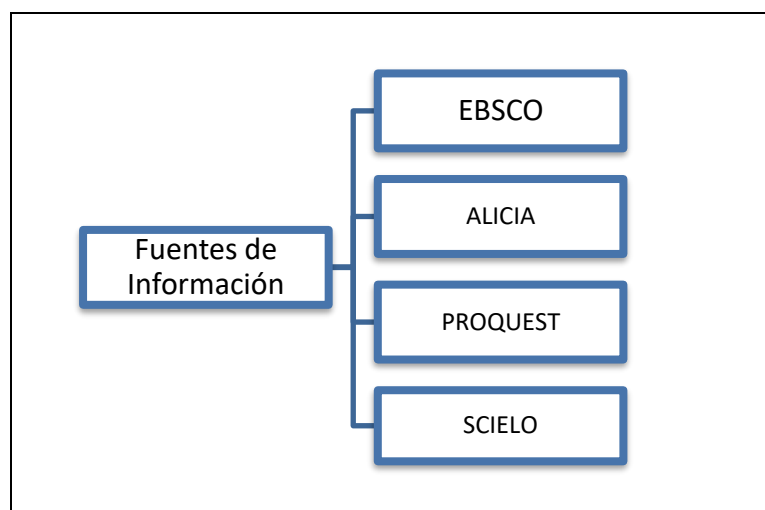 Fuentes de
Información
EBSCO
ALICIA
PROQUEST
SCIELO